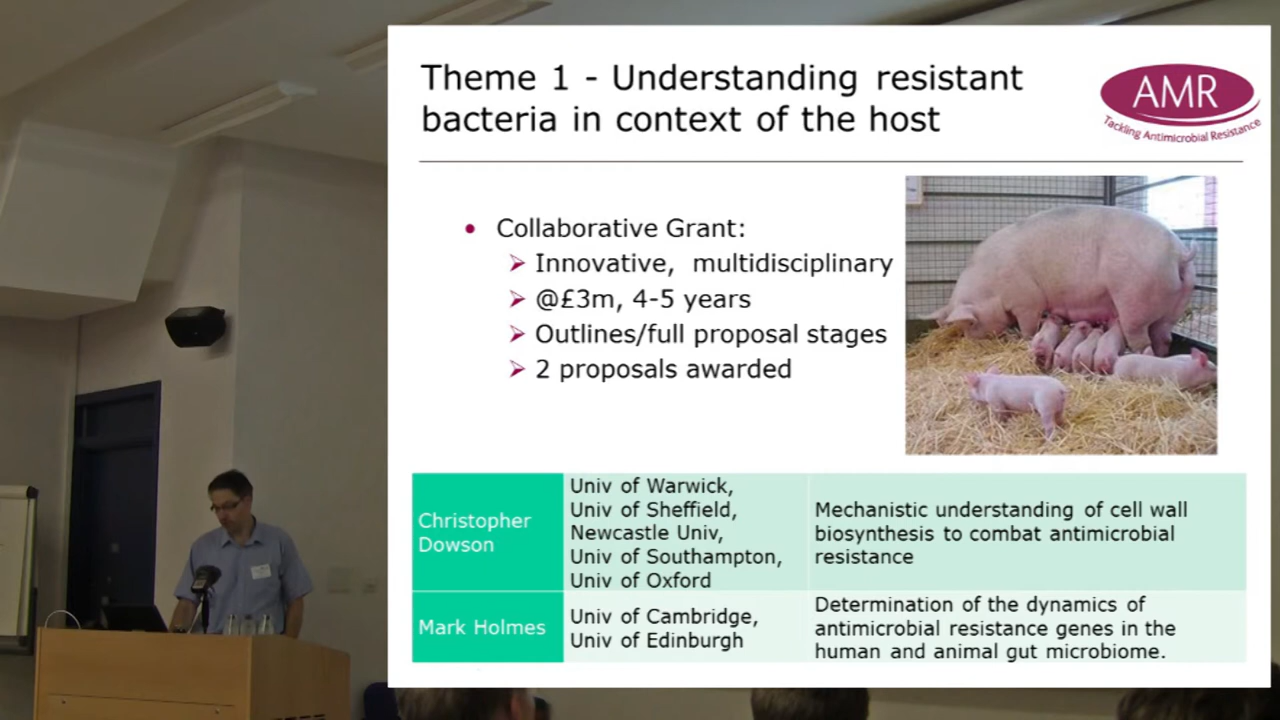 Theme 1 - Understanding resistant
bacteria in context of the host
AMR
Tackling Antimicrobial Resistance
• Collaborative Grant:
➢ Innovative, multidisciplinary
➢ @£3m, 4-5 years
➢ Outlines/full proposal stages
➢ 2 proposals awarded
Christopher
Dowson
Univ of Warwick,
Univ of Sheffield,
Newcastle Univ,
Univ of Southampton,
Univ of Oxford
Mechanistic understanding of cell wall
biosynthesis to combat antimicrobial
resistance
Mark Holmes
Univ of Cambridge,
Univ of Edinburgh
Determination of the dynamics of
antimicrobial resistance genes in the
human and animal gut microbiome.